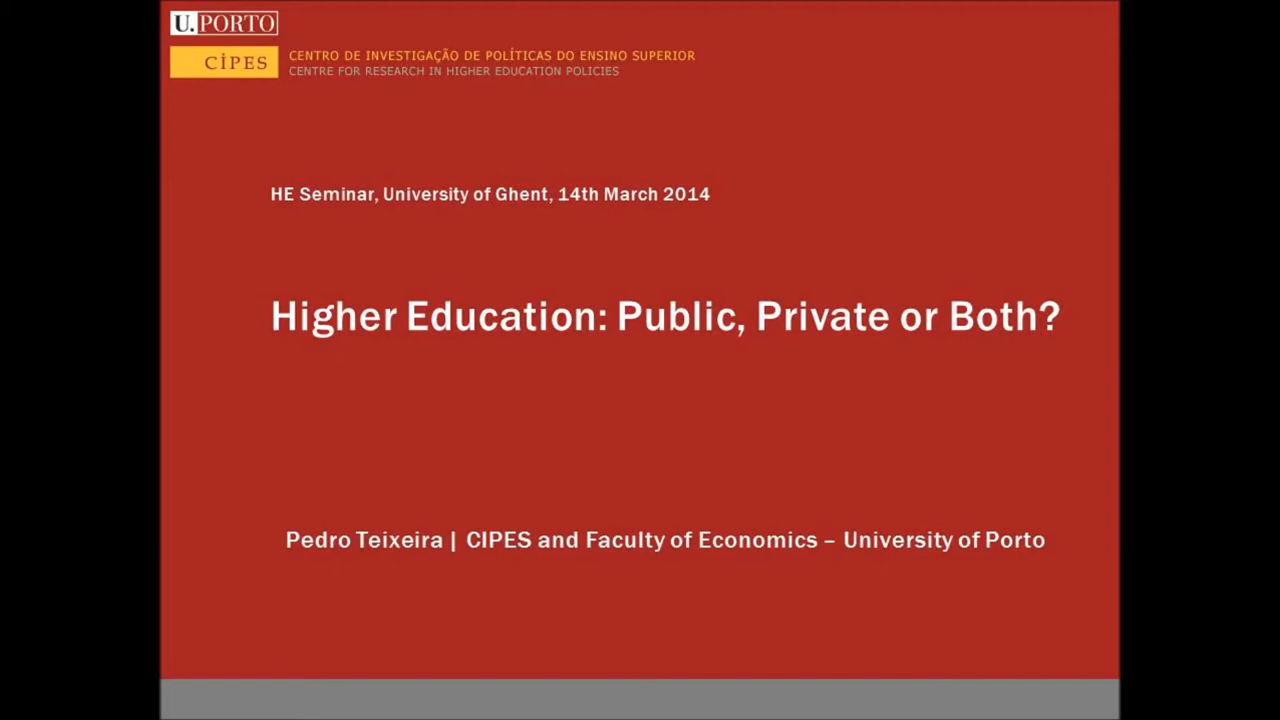 U.PORTO
CİPES
CENTRO DE INVESTIGAÇÃO DE POLÍTICAS DO ENSINO SUPERIOR
CENTRE FOR RESEARCH IN HIGHER EDUCATION POLICIES
HE Seminar, University of Ghent, 14th March 2014
Higher Education: Public, Private or Both?
Pedro Teixeira | CIPES and Faculty of Economics – University of Porto